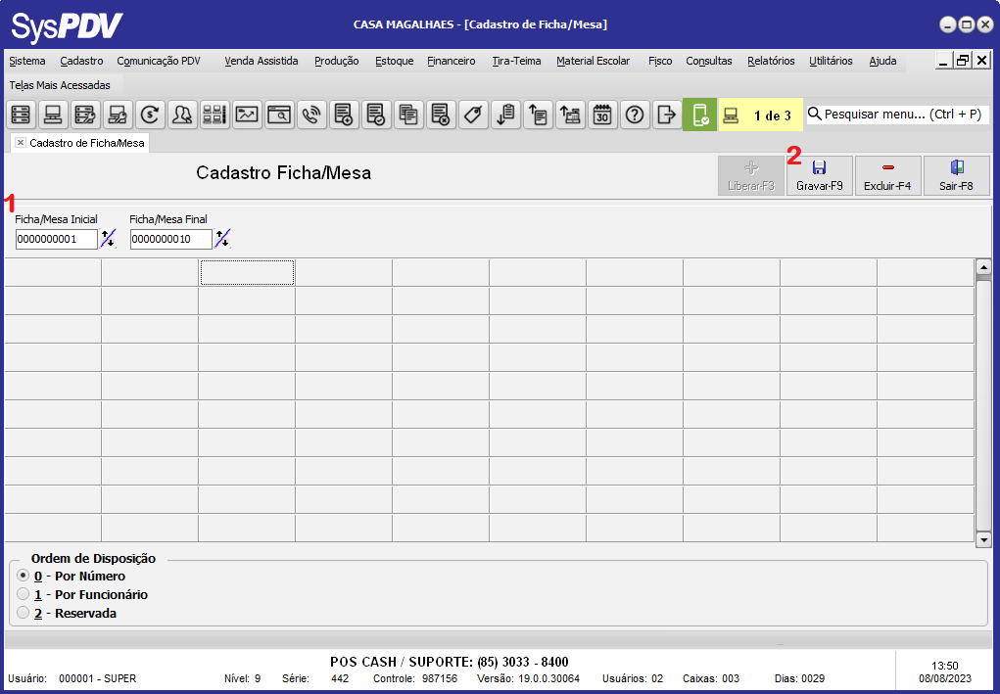 SysPDV
CASA MAGALHAES - [Cadastro de Ficha/Mesa]
Sistema Cadastro Comunicação PDV Venda Assistida Produção Estoque Financeiro Tira-Teima Material Escolar Fisco Consultas Relatórios Utilitários Ajuda
Telas Mais Acessadas
1 de 3 Pesquisar menu... (Ctrl + P)
Cadastro de Ficha/Mesa
Cadastro Ficha/Mesa
2
Liberar-F3 Gravar-F9 Excluir-F4 Sair-F8
1
Ficha/Mesa Inicial Ficha/Mesa Final
0000000001 0000000010
Ordem de Disposição
0 - Por Número
1 - Por Funcionário
2 - Reservada
POS CASH / SUPORTE: (85) 3033 - 8400
Usuário: 000001 - SUPER Nível: 9 Série: 442 Controle: 987156 Versão: 19.0.0.30064 Usuários: 02 Caixas: 003 Dias: 0029
13:50
08/08/2023